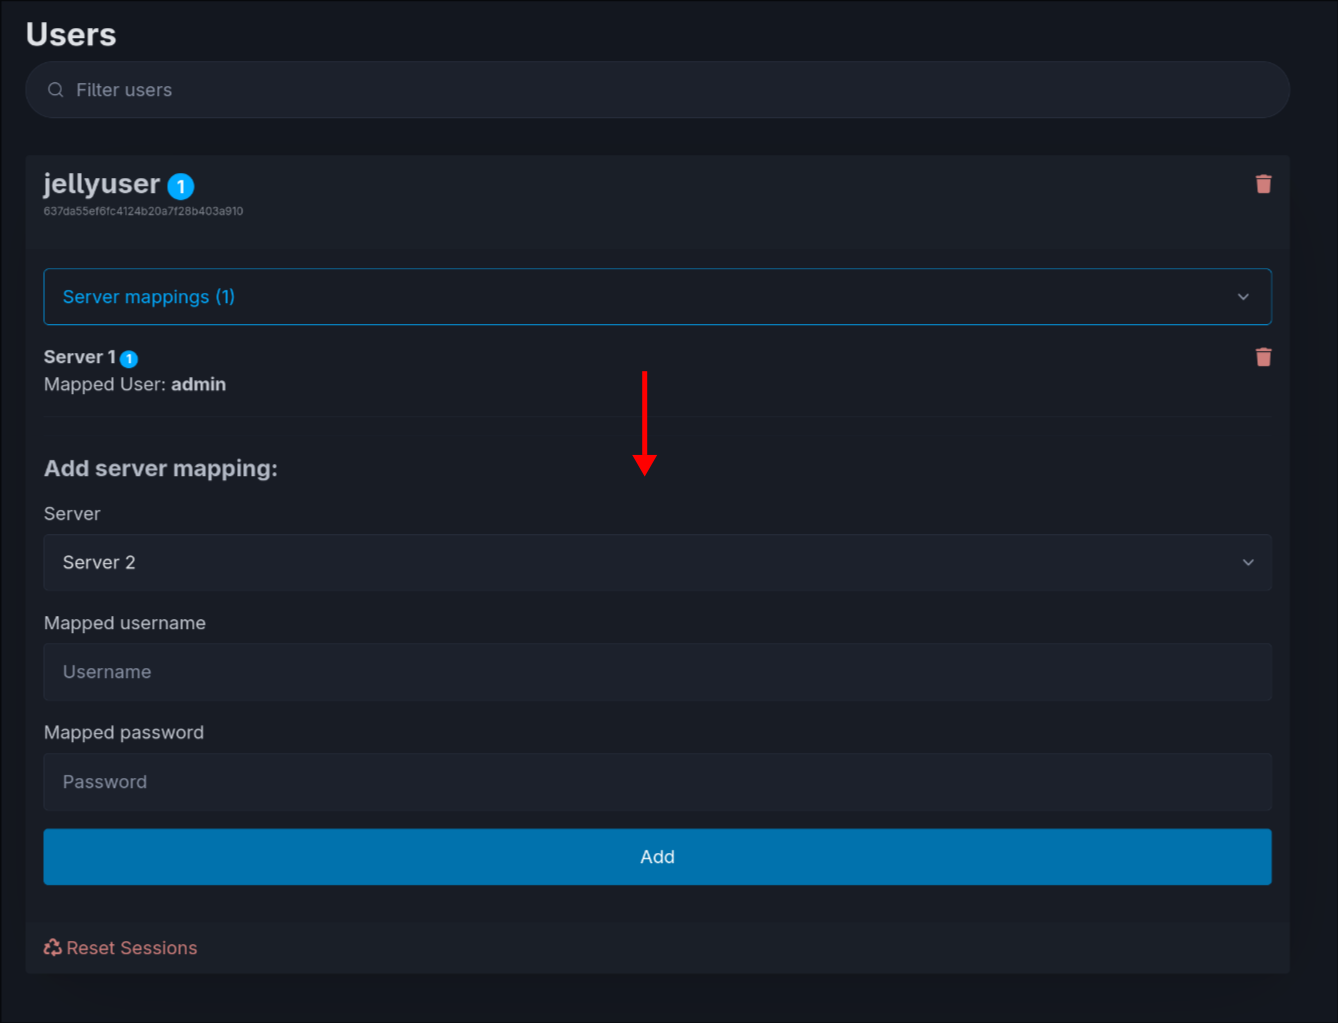 Users
Filter users
jellyuser 1
637da55ef6fc4124b20a7f28b403a910
Server mappings (1)
Server 1 1
Mapped User: admin
Add server mapping:
Server
Server 2
Mapped username
Username
Mapped password
Password
Add
Reset Sessions